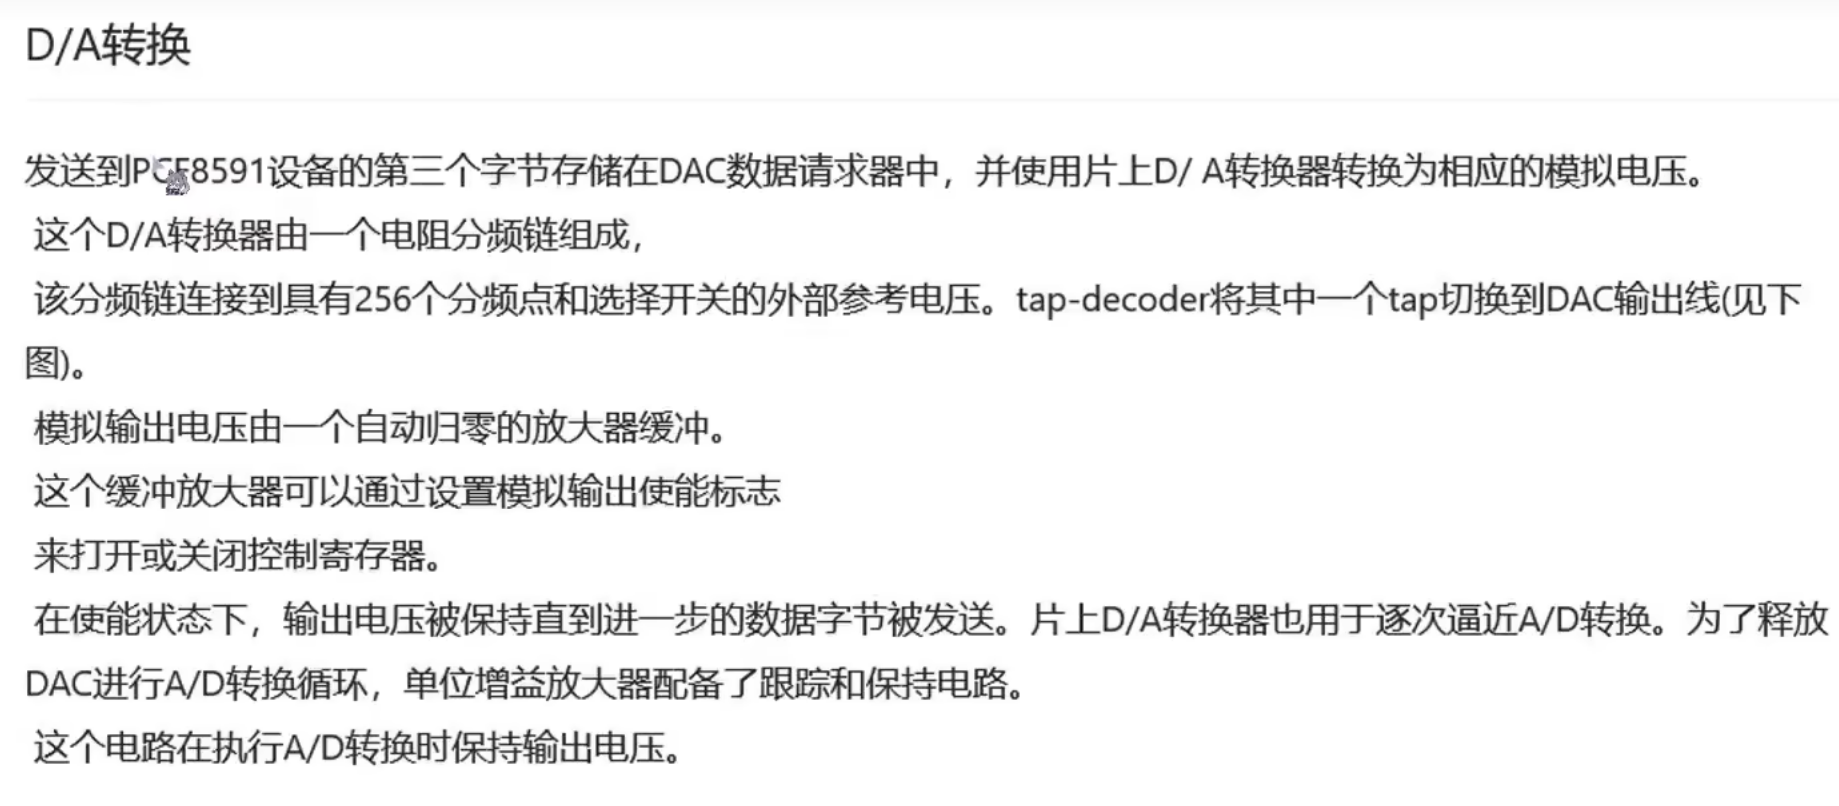 D/A转换
发送到PCF8591设备的第三个字节存储在DAC数据请求器中，并使用片上D/ A转换器转换为相应的模拟电压。
这个D/A转换器由一个电阻分频链组成，
该分频链连接到具有256个分频点和选择开关的外部参考电压。tap-decoder将其中一个tap切换到DAC输出线(见下
图)。
模拟输出电压由一个自动归零的放大器缓冲。
这个缓冲放大器可以通过设置模拟输出使能标志
来打开或关闭控制寄存器。
在使能状态下，输出电压被保持直到进一步的数据字节被发送。片上D/A转换器也用于逐次逼近A/D转换。为了释放
DAC进行A/D转换循环，单位增益放大器配备了跟踪和保持电路。
这个电路在执行A/D转换时保持输出电压。